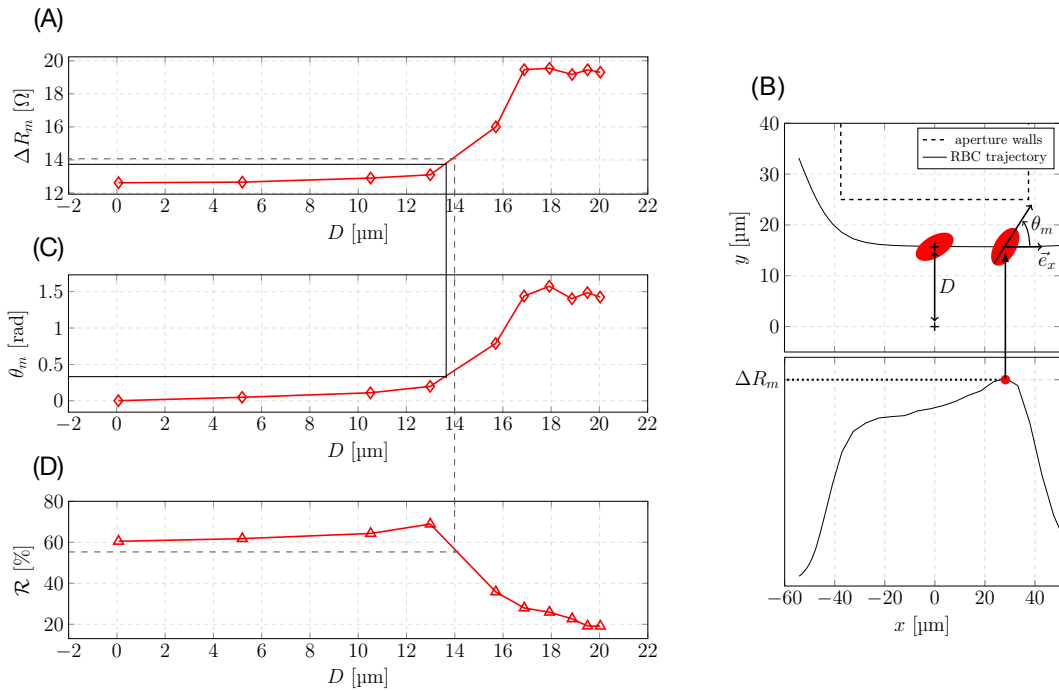 (A)
20
18
16
14
12
ΔR_m [Ω]
−2 0 2 4 6 8 10 12 14 16 18 20 22
D [µm]
(C)
1.5
1
0.5
0
θ_m [rad]
−2 0 2 4 6 8 10 12 14 16 18 20 22
D [µm]
(D)
80
60
40
20
ℛ [%]
−2 0 2 4 6 8 10 12 14 16 18 20 22
D [µm]
(B)
40
30
20
10
0
y [µm]
aperture walls
RBC trajectory
θ_m
e⃗_x
D
ΔR_m
−60 −40 −20 0 20 40
x [µm]